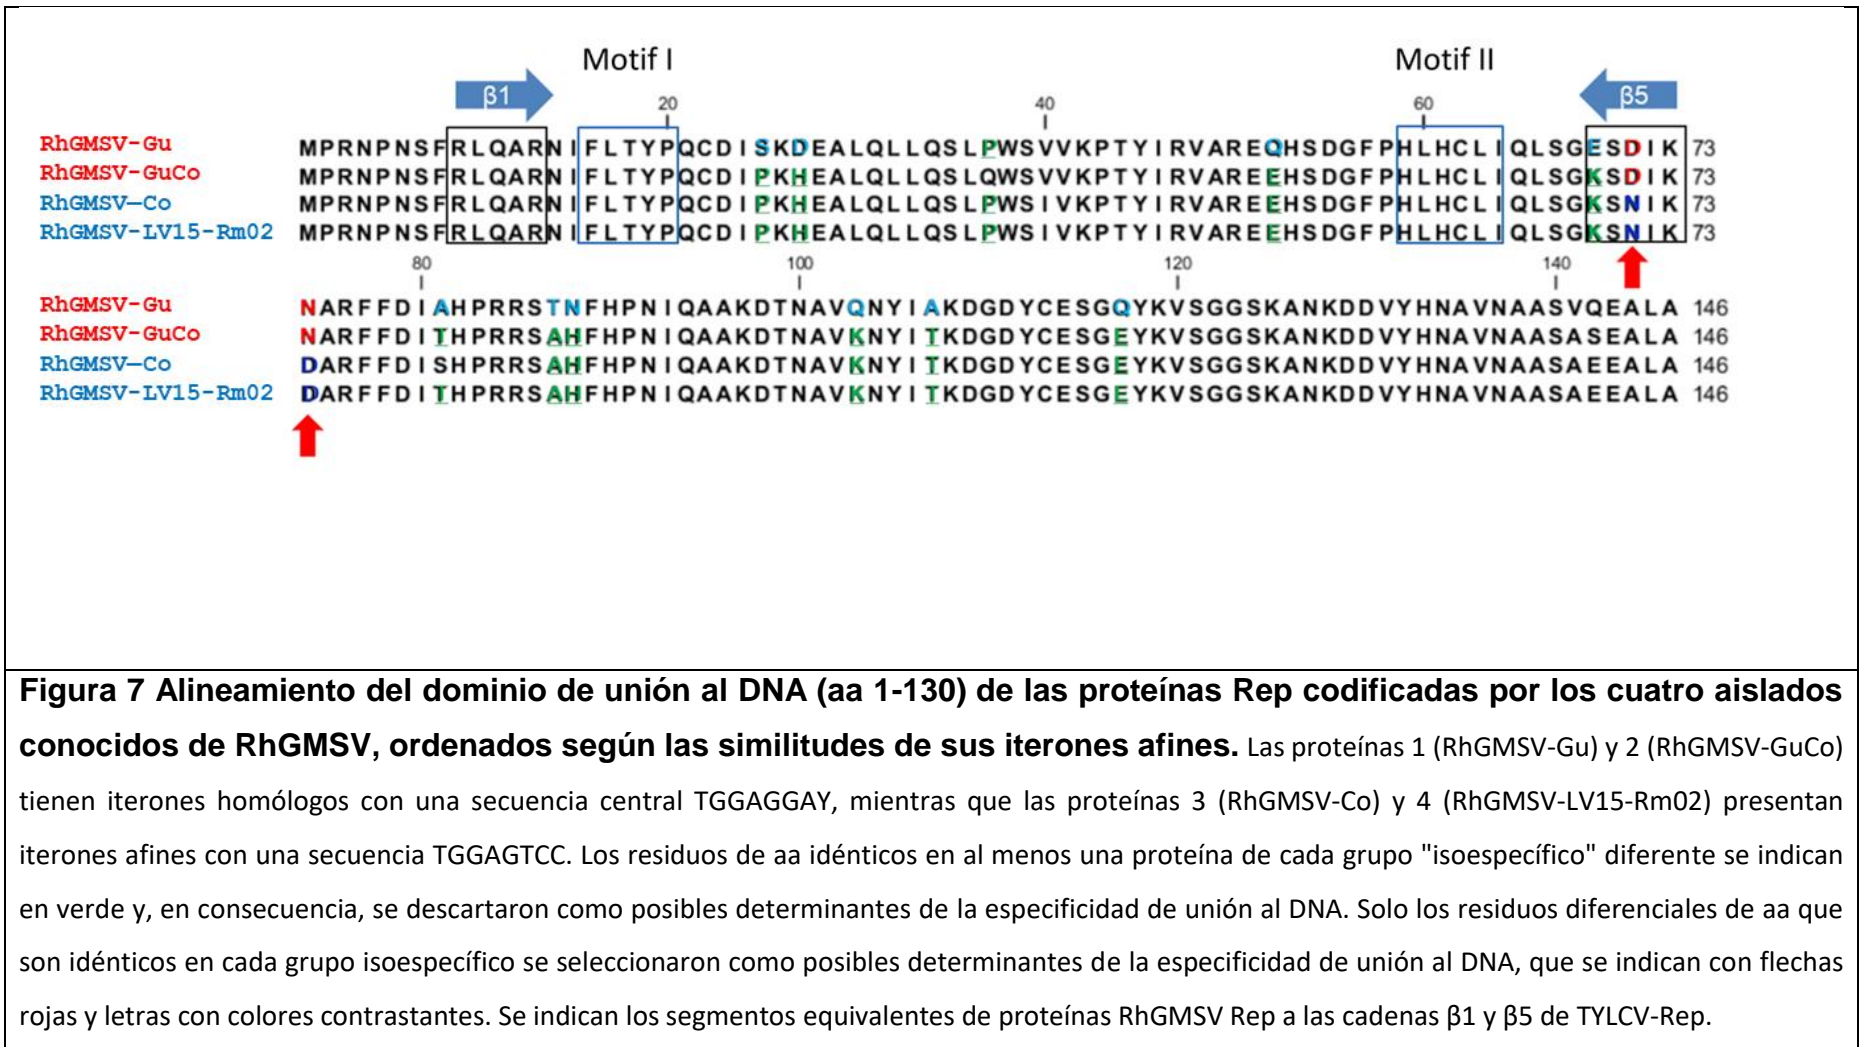 Motif I Motif II
β1 β5
20 40 60
RhGMSV-Gu MPRNPNSFRLQARNIFLTYPQCDISKDEALQLLQSLPWSVVKPTYIRVAREQHSDGFPHLHCLIQLSGESDIK 73
RhGMSV-GuCo MPRNPNSFRLQARNIFLTYPQCDIPKHEALQLLQSLQWSVVKPTYIRVAREEHSDGFPHLHCLIQLSGKSDIK 73
RhGMSV—Co MPRNPNSFRLQARNIFLTYPQCDIPKHEALQLLQSLPWSIVKPTYIRVAREEHSDGFPHLHCLIQLSGKSNIK 73
RhGMSV-LV15-Rm02 MPRNPNSFRLQARNIFLTYPQCDIPKHEALQLLQSLPWSIVKPTYIRVAREEHSDGFPHLHCLIQLSGKSNIK 73
80 100 120 140
RhGMSV-Gu NARFFDIAHPRRSTNFHPNIQAAKDTNAVQNYIAKDGDYCESGQYKVSGGSKANKDDVYHNAVNAASVQEALA 146
RhGMSV-GuCo NARFFDITHPRRSAHFHPNIQAAKDTNAVKNYITKDGDYCESGEYKVSGGSKANKDDVYHNAVNAASASEALA 146
RhGMSV—Co DARFFDISHPRRSAHFHPNIQAAKDTNAVKNYITKDGDYCESGEYKVSGGSKANKDDVYHNAVNAASAEEALA 146
RhGMSV-LV15-Rm02 DARFFDITHPRRSAHFHPNIQAAKDTNAVKNYITKDGDYCESGEYKVSGGSKANKDDVYHNAVNAASAEEALA 146
Figura 7 Alineamiento del dominio de unión al DNA (aa 1-130) de las proteínas Rep codificadas por los cuatro aislados
conocidos de RhGMSV, ordenados según las similitudes de sus iterones afines. Las proteínas 1 (RhGMSV-Gu) y 2 (RhGMSV-GuCo)
tienen iterones homólogos con una secuencia central TGGAGGAY, mientras que las proteínas 3 (RhGMSV-Co) y 4 (RhGMSV-LV15-Rm02) presentan
iterones afines con una secuencia TGGAGTCC. Los residuos de aa idénticos en al menos una proteína de cada grupo "isoespecífico" diferente se indican
en verde y, en consecuencia, se descartaron como posibles determinantes de la especificidad de unión al DNA. Solo los residuos diferenciales de aa que
son idénticos en cada grupo isoespecífico se seleccionaron como posibles determinantes de la especificidad de unión al DNA, que se indican con flechas
rojas y letras con colores contrastantes. Se indican los segmentos equivalentes de proteínas RhGMSV Rep a las cadenas β1 y β5 de TYLCV-Rep.